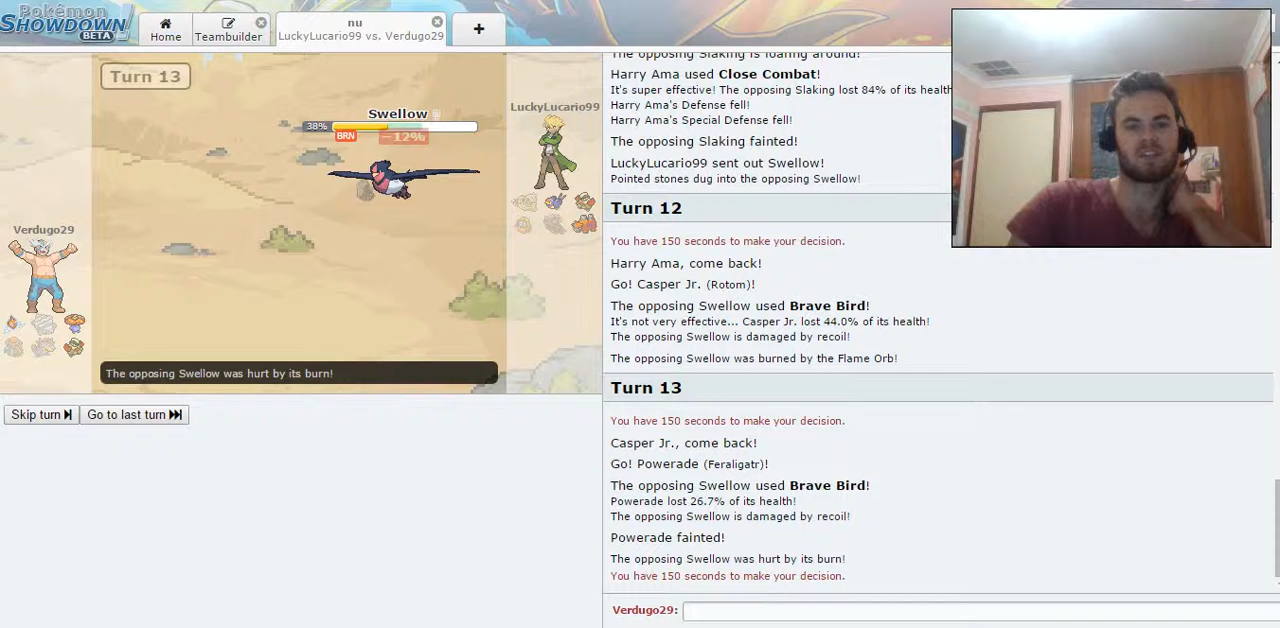 Pokémon
SHOWDOWN
BETA
Home
Teambuilder
nu
LuckyLucario99 vs. Verdugo29
+
Turn 13
Swellow
38%
BRN
−12%
LuckyLucario99
Verdugo29
The opposing Swellow was hurt by its burn!
Skip turn
Go to last turn
The opposing Slaking is loafing around!
Harry Ama used Close Combat!
It's super effective! The opposing Slaking lost 84% of its health
Harry Ama's Defense fell!
Harry Ama's Special Defense fell!
The opposing Slaking fainted!
LuckyLucario99 sent out Swellow!
Pointed stones dug into the opposing Swellow!
Turn 12
You have 150 seconds to make your decision.
Harry Ama, come back!
Go! Casper Jr. (Rotom)!
The opposing Swellow used Brave Bird!
It's not very effective... Casper Jr. lost 44.0% of its health!
The opposing Swellow is damaged by recoil!
The opposing Swellow was burned by the Flame Orb!
Turn 13
You have 150 seconds to make your decision.
Casper Jr., come back!
Go! Powerade (Feraligatr)!
The opposing Swellow used Brave Bird!
Powerade lost 26.7% of its health!
The opposing Swellow is damaged by recoil!
Powerade fainted!
The opposing Swellow was hurt by its burn!
You have 150 seconds to make your decision.
Verdugo29: